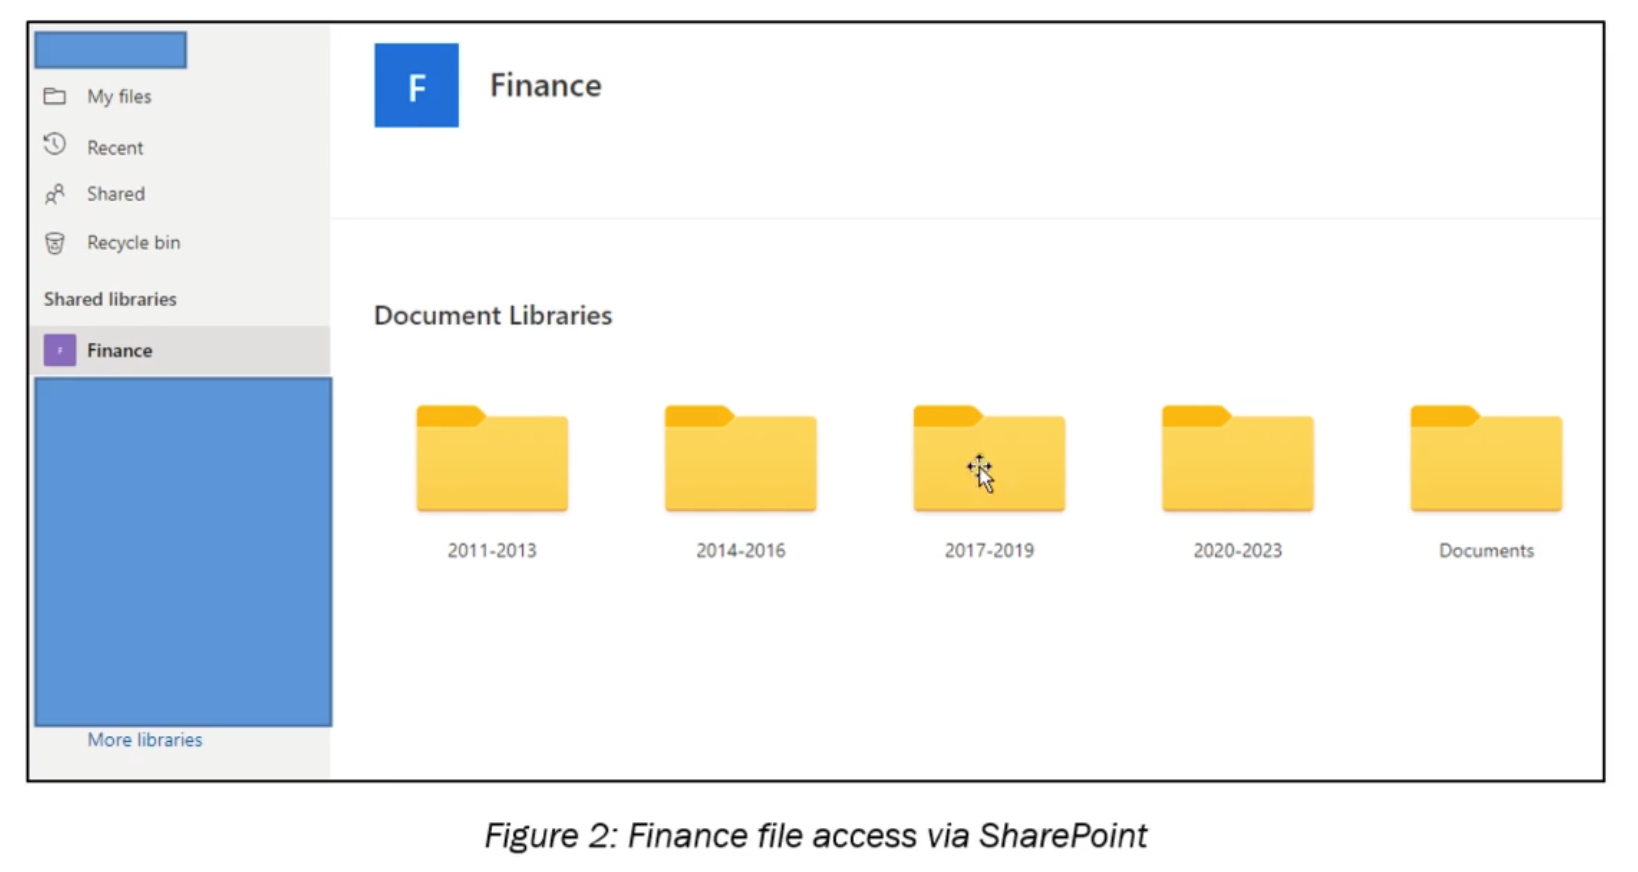 My files
Recent
Shared
Recycle bin
Shared libraries
F Finance
More libraries
F Finance
Document Libraries
2011-2013 2014-2016 2017-2019 2020-2023 Documents
Figure 2: Finance file access via SharePoint